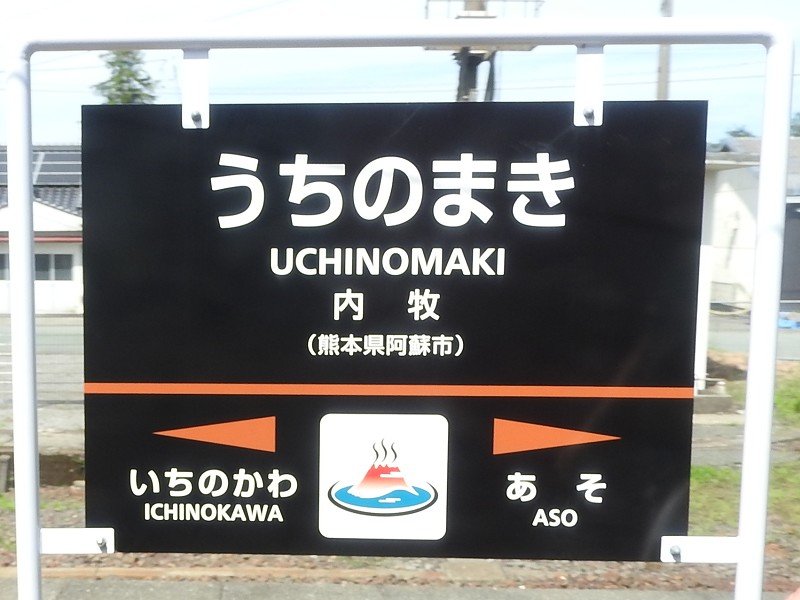 うちのまき
UCHINOMAKI
内 牧
(熊本県阿蘇市)
いちのかわ
ICHINOKAWA
あ そ
ASO